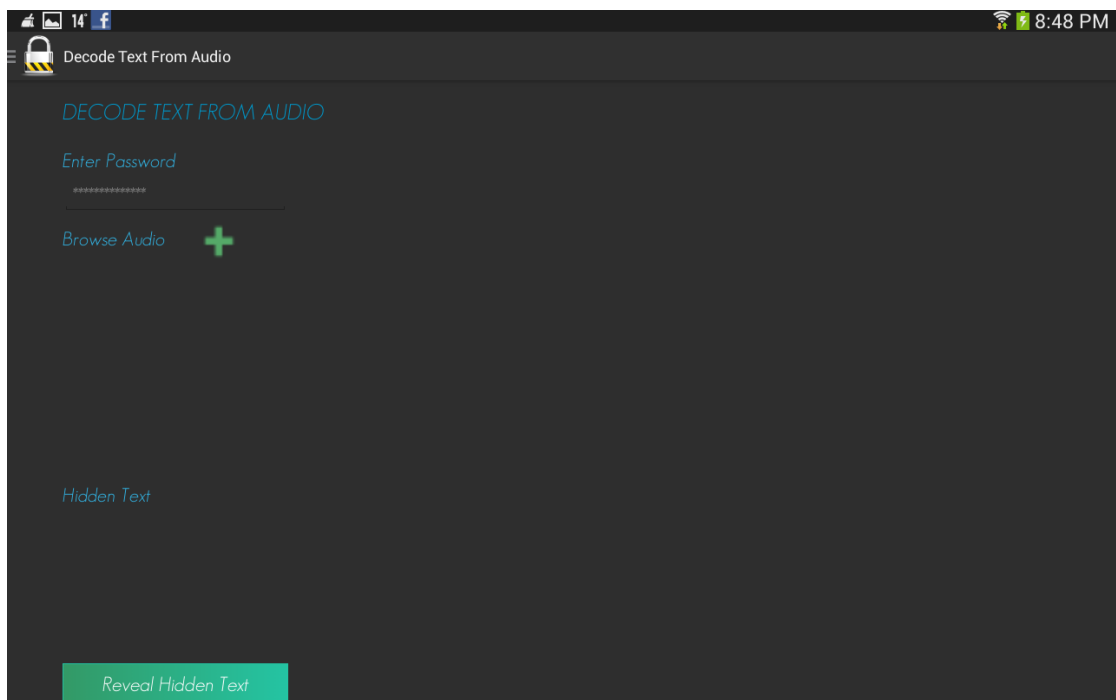 14° f 8:48 PM
Decode Text From Audio
DECODE TEXT FROM AUDIO
Enter Password
**************
Browse Audio
Hidden Text
Reveal Hidden Text